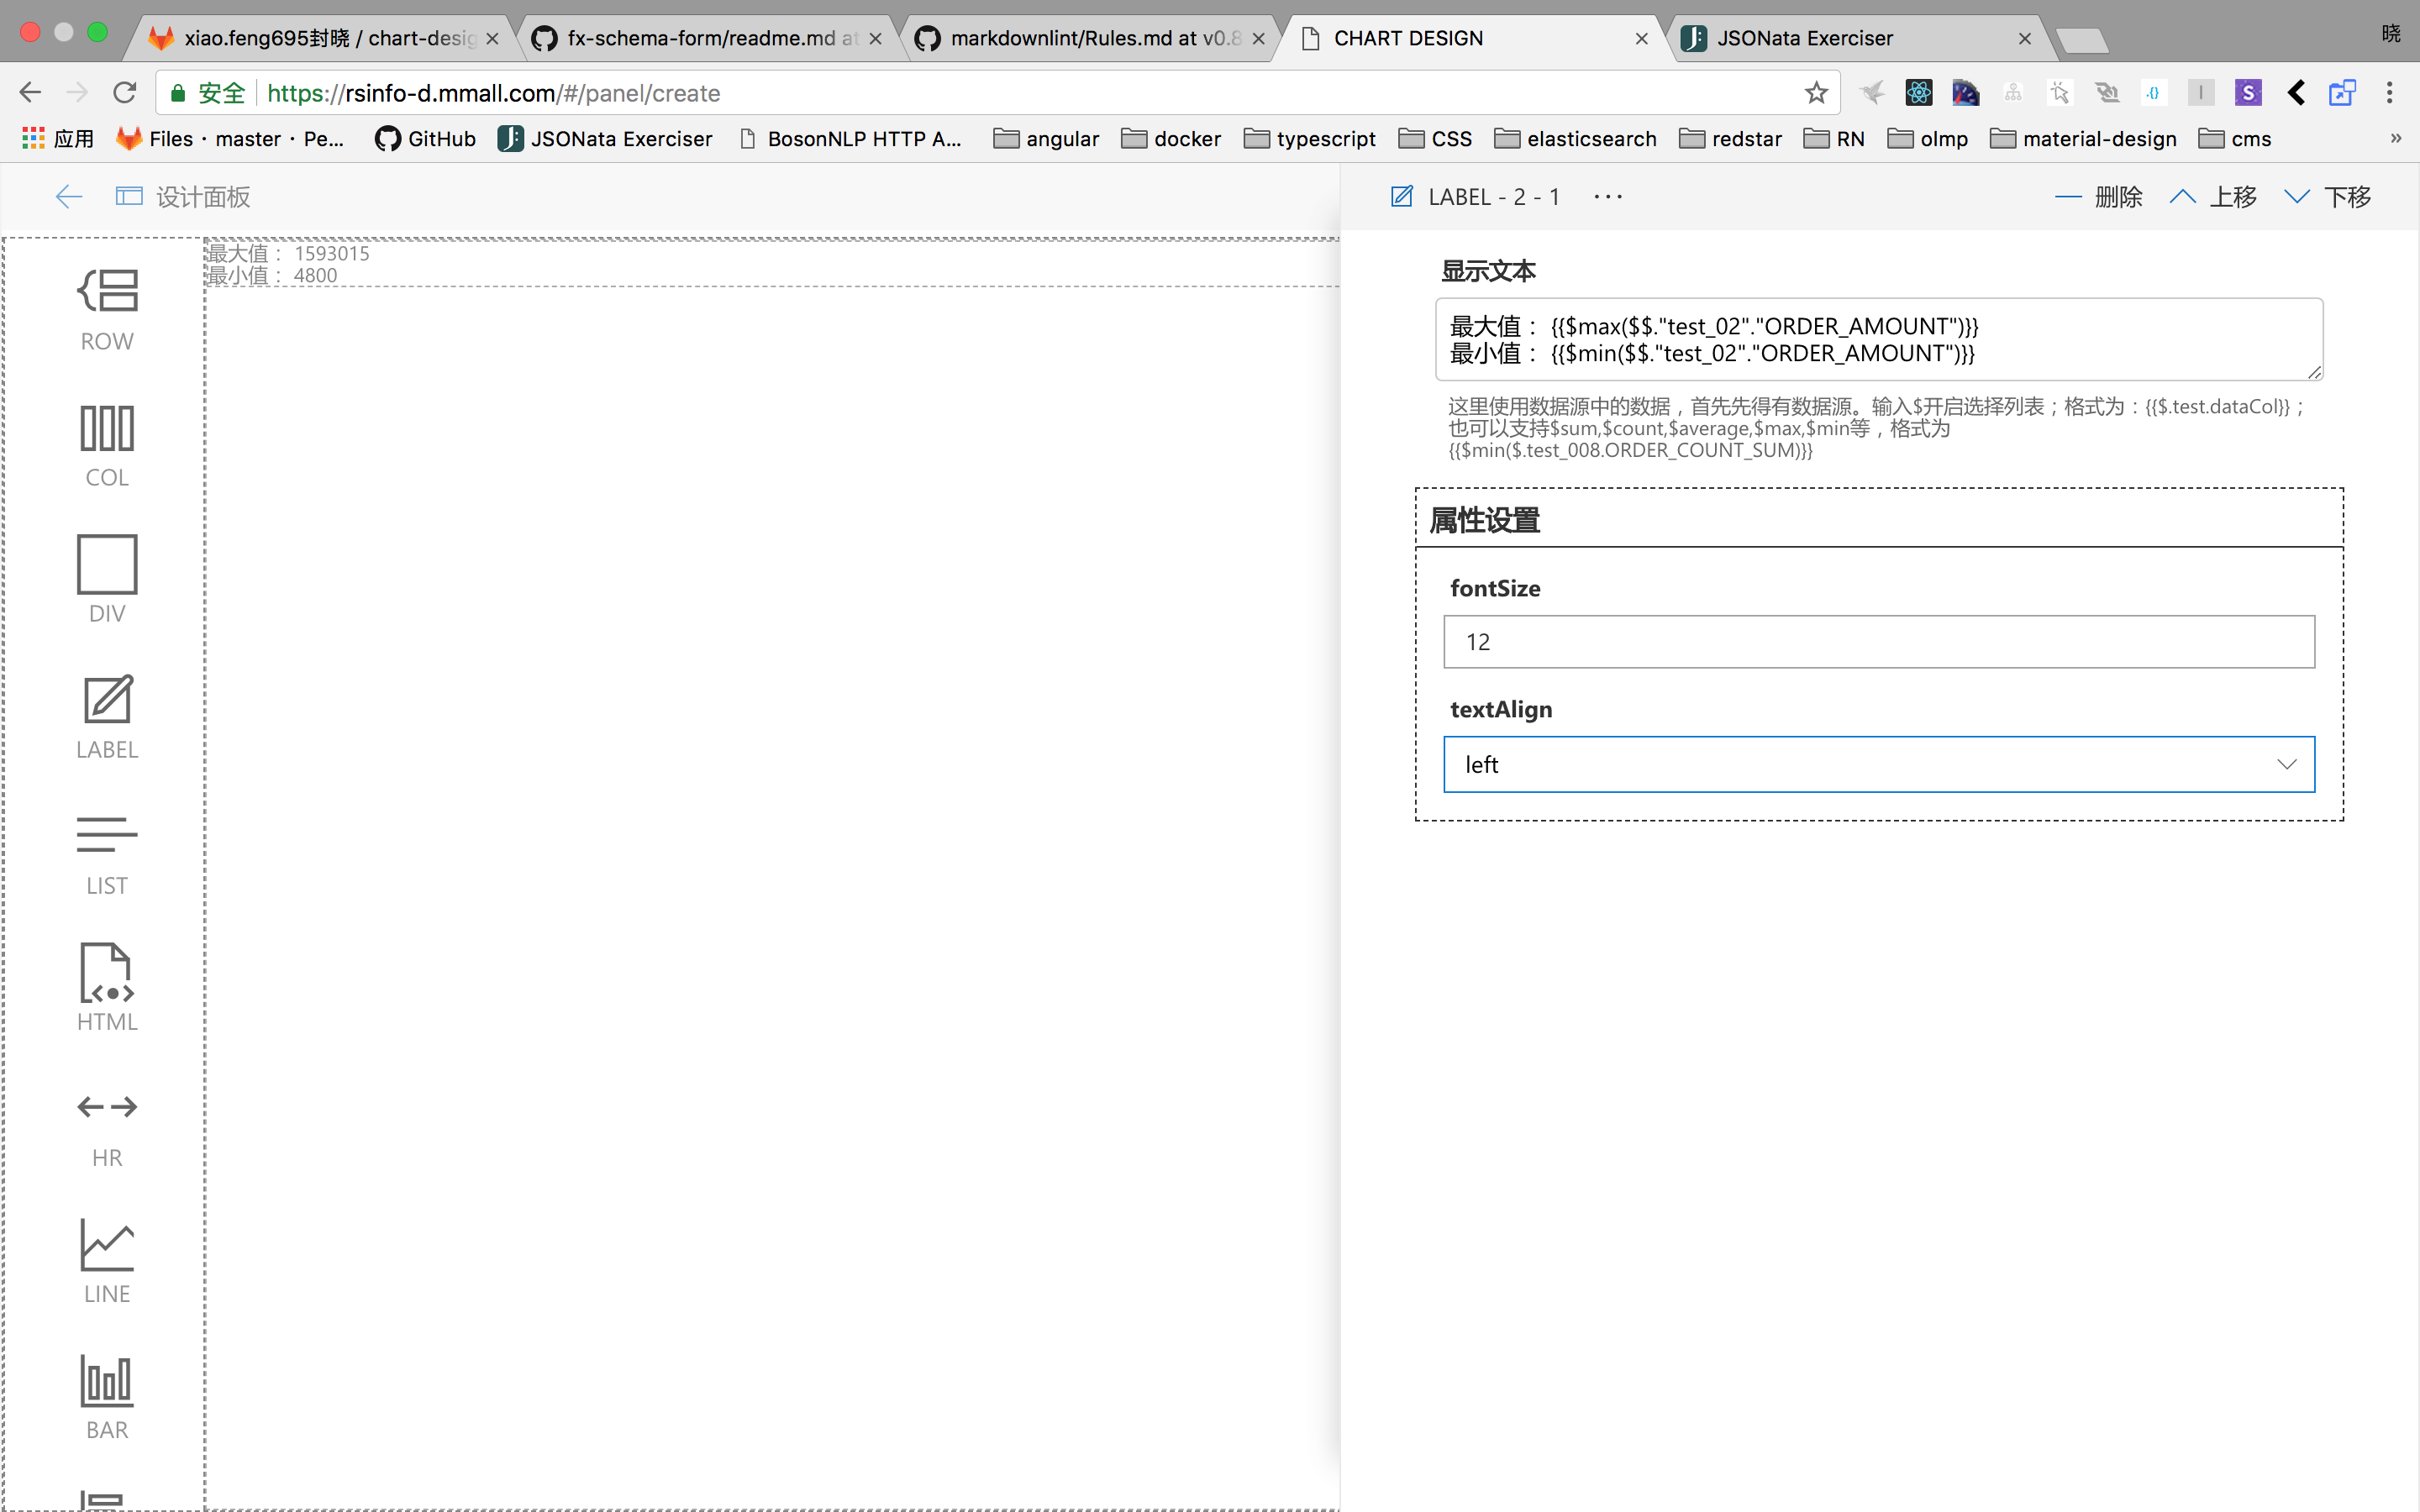 xiao.feng695封晓 / chart-desig
fx-schema-form/readme.md at
markdownlint/Rules.md at v0.8
CHART DESIGN
JSONata Exerciser
晓
安全
https://rsinfo-d.mmall.com/#/panel/create
应用
Files · master · Pe...
GitHub
JSONata Exerciser
BosonNLP HTTP A...
angular
docker
typescript
CSS
elasticsearch
redstar
RN
olmp
material-design
cms
»
设计面板
LABEL - 2 - 1
删除
上移
下移
ROW
COL
DIV
LABEL
LIST
HTML
HR
LINE
BAR
最大值： 1593015
最小值： 4800
显示文本
最大值： {{$max($$."test_02"."ORDER_AMOUNT")}}
最小值： {{$min($$."test_02"."ORDER_AMOUNT")}}
这里使用数据源中的数据，首先先得有数据源。输入$开启选择列表；格式为：{{$.test.dataCol}}；
也可以支持$sum,$count,$average,$max,$min等，格式为
{{$min($.test_008.ORDER_COUNT_SUM)}}
属性设置
fontSize
12
textAlign
left